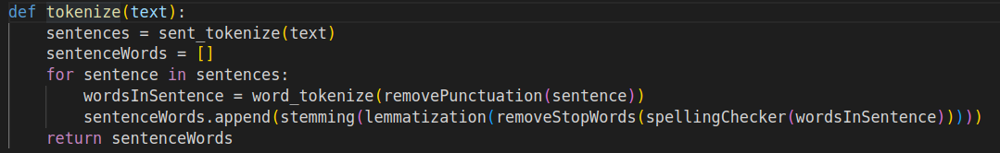 def tokenize(text):
    sentences = sent_tokenize(text)
    sentenceWords = []
    for sentence in sentences:
        wordsInSentence = word_tokenize(removePunctuation(sentence))
        sentenceWords.append(stemming(lemmatization(removeStopWords(spellingChecker(wordsInSentence)))))
    return sentenceWords